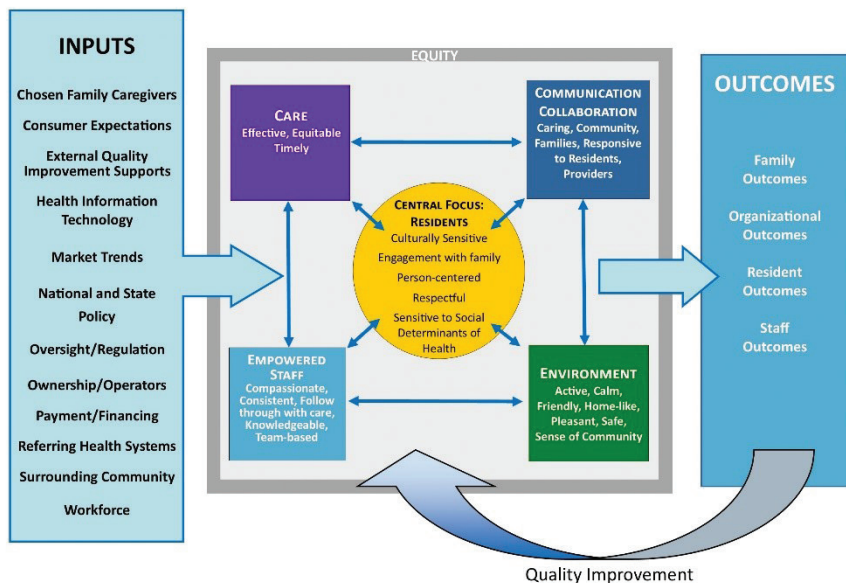 INPUTS
Chosen Family Caregivers
Consumer Expectations
External Quality
Improvement Supports
Health Information
Technology
Market Trends
National and State
Policy
Oversight/Regulation
Ownership/Operators
Payment/Financing
Referring Health Systems
Surrounding Community
Workforce
EQUITY
CARE
Effective, Equitable
Timely
COMMUNICATION
COLLABORATION
Caring, Community,
Families, Responsive
to Residents,
Providers
CENTRAL FOCUS:
RESIDENTS
Culturally Sensitive
Engagement with family
Person-centered
Respectful
Sensitive to Social
Determinants of
Health
EMPOWERED
STAFF
Compassionate,
Consistent, Follow
through with care,
Knowledgeable,
Team-based
ENVIRONMENT
Active, Calm,
Friendly, Home-like,
Pleasant, Safe,
Sense of Community
OUTCOMES
Family
Outcomes
Organizational
Outcomes
Resident
Outcomes
Staff
Outcomes
Quality Improvement